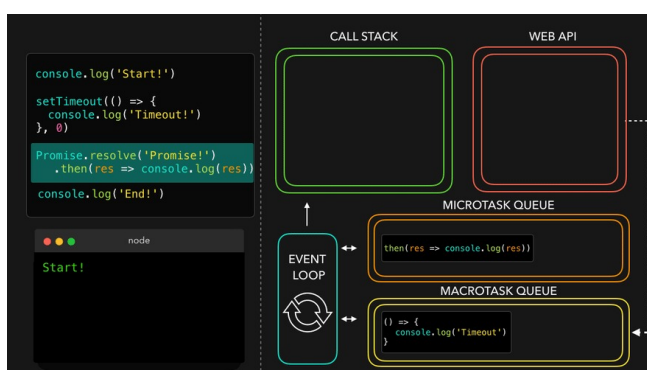 CALL STACK
WEB API
console.log('Start!')
setTimeout(() => {
console.log('Timeout!')
}, 0)
Promise.resolve('Promise!')
.then(res => console.log(res))
console.log('End!')
node
Start!
EVENT
LOOP
MICROTASK QUEUE
then(res => console.log(res))
MACROTASK QUEUE
() => {
console.log('Timeout')
}